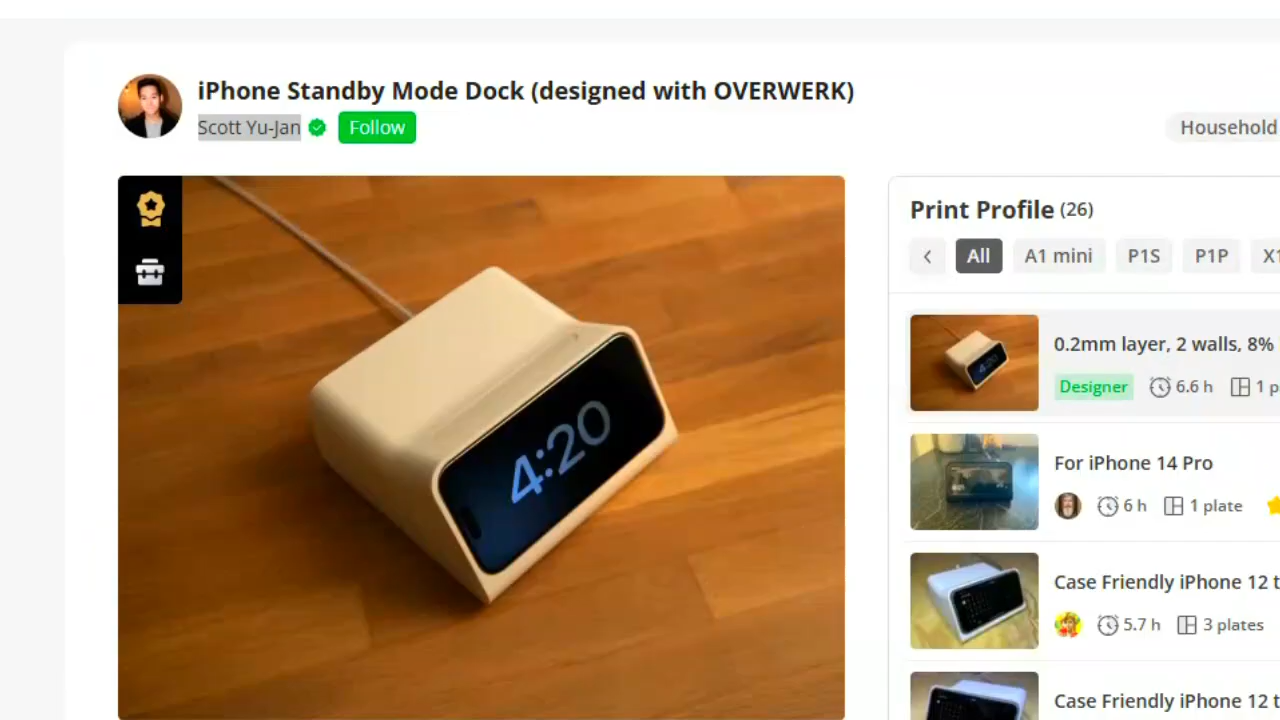 iPhone Standby Mode Dock (designed with OVERWERK)
Scott Yu-Jan Follow
Household
4:20
Print Profile (26)
All A1 mini P1S P1P X1
0.2mm layer, 2 walls, 8%
Designer 6.6 h 1 p
For iPhone 14 Pro
6 h 1 plate
Case Friendly iPhone 12 t
5.7 h 3 plates
Case Friendly iPhone 12 t